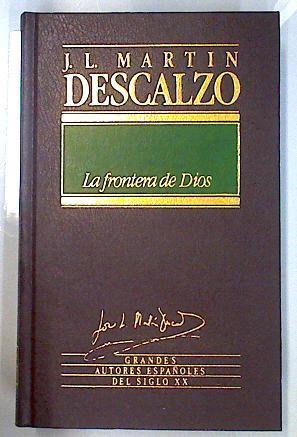 J. L. MARTIN
DESCALZO
La frontera de Dios
GRANDES
AUTORES ESPAÑOLES
DEL SIGLO XX